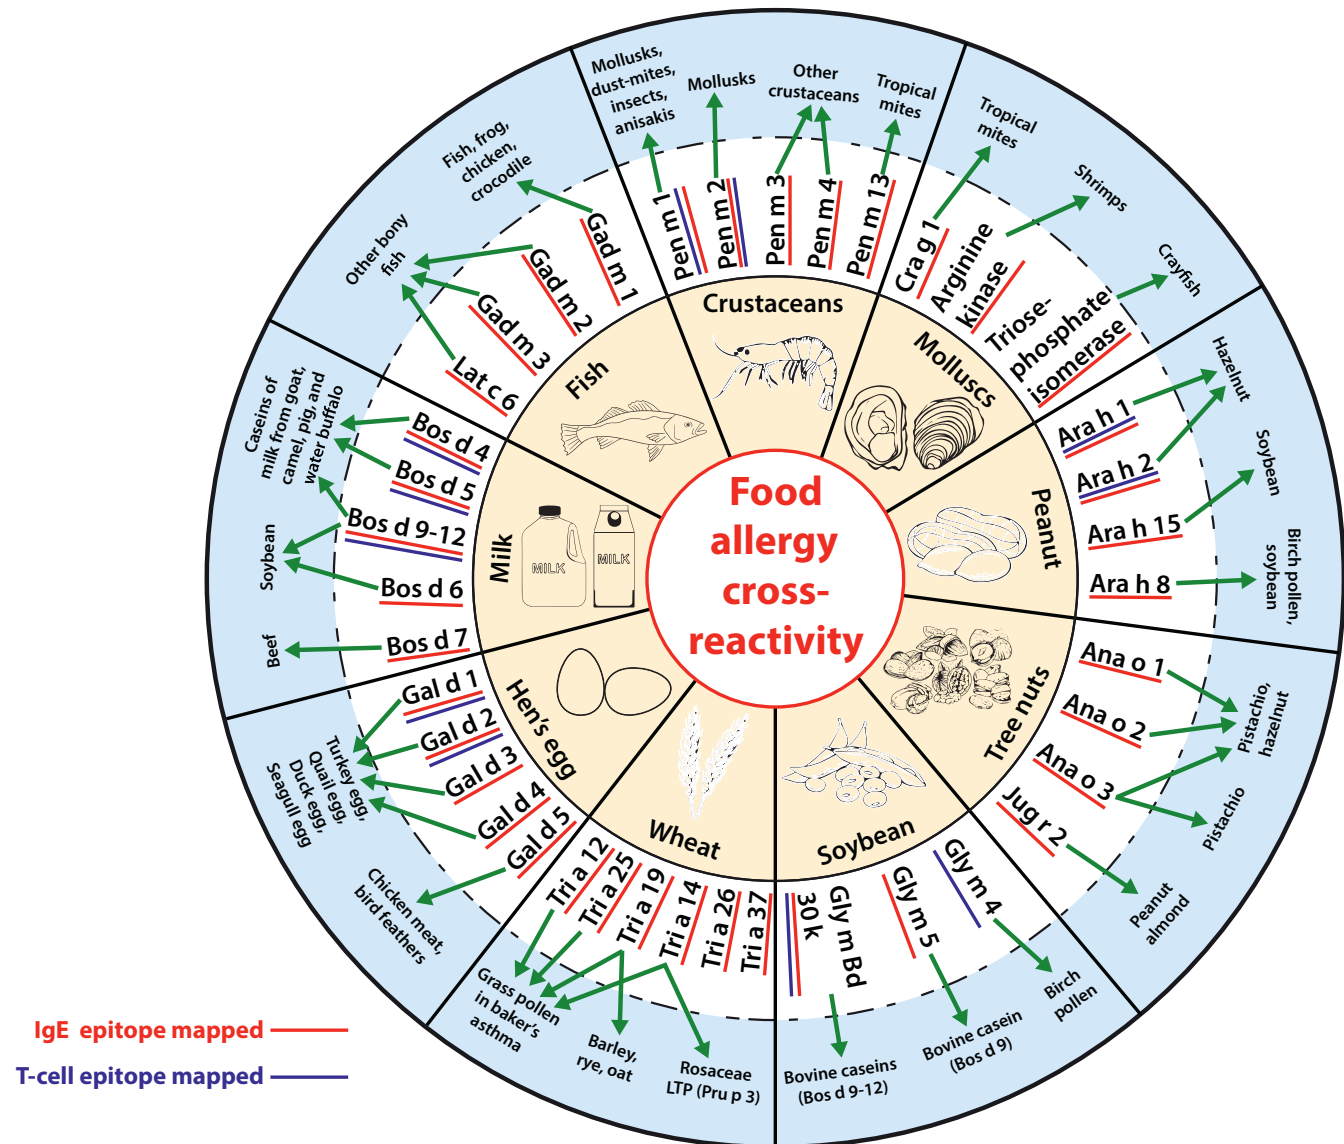 Food
allergy
cross-
reactivity
Crustaceans
Pen m 1
Pen m 2
Pen m 3
Pen m 4
Pen m 13
Mollusks,
dust-mites,
insects,
anisakis
Mollusks
Other
crustaceans
Tropical
mites
Molluscs
Cra g 1
Arginine
kinase
Triose-
phosphate
isomerase
Tropical
mites
Shrimps
Crayfish
Peanut
Ara h 1
Ara h 2
Ara h 15
Ara h 8
Hazelnut
Soybean
Birch pollen,
soybean
Tree nuts
Ana o 1
Ana o 2
Ana o 3
Jug r 2
Pistachio,
hazelnut
Pistachio
Peanut
almond
Soybean
Gly m 4
Gly m 5
Gly m Bd
30 k
Birch
pollen
Bovine casein
(Bos d 9)
Bovine caseins
(Bos d 9-12)
Wheat
Tri a 12
Tri a 25
Tri a 19
Tri a 14
Tri a 26
Tri a 37
Grass pollen
in baker's
asthma
Barley,
rye, oat
Rosaceae
LTP (Pru p 3)
Hen's egg
Gal d 1
Gal d 2
Gal d 3
Gal d 4
Gal d 5
Turkey egg,
Quail egg,
Duck egg,
Seagull egg
Chicken meat,
bird feathers
Milk
MILK
MILK
Bos d 4
Bos d 5
Bos d 9-12
Bos d 6
Bos d 7
Caseins of
milk from goat,
camel, pig, and
water buffalo
Soybean
Beef
Fish
Gad m 1
Gad m 2
Gad m 3
Lat c 6
Fish, frog,
chicken,
crocodile
Other bony
fish
IgE epitope mapped
T-cell epitope mapped